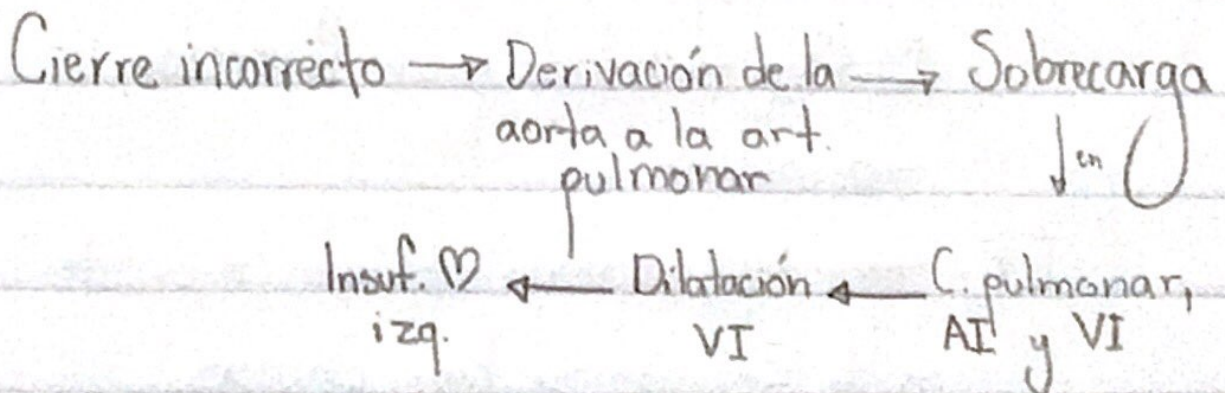 Cierre incorrecto → Derivación de la → Sobrecarga
aorta a la art.
pulmonar
↓ en
Insuf. ♡ ← Dilatación ← C. pulmonar,
izq. VI AI y VI